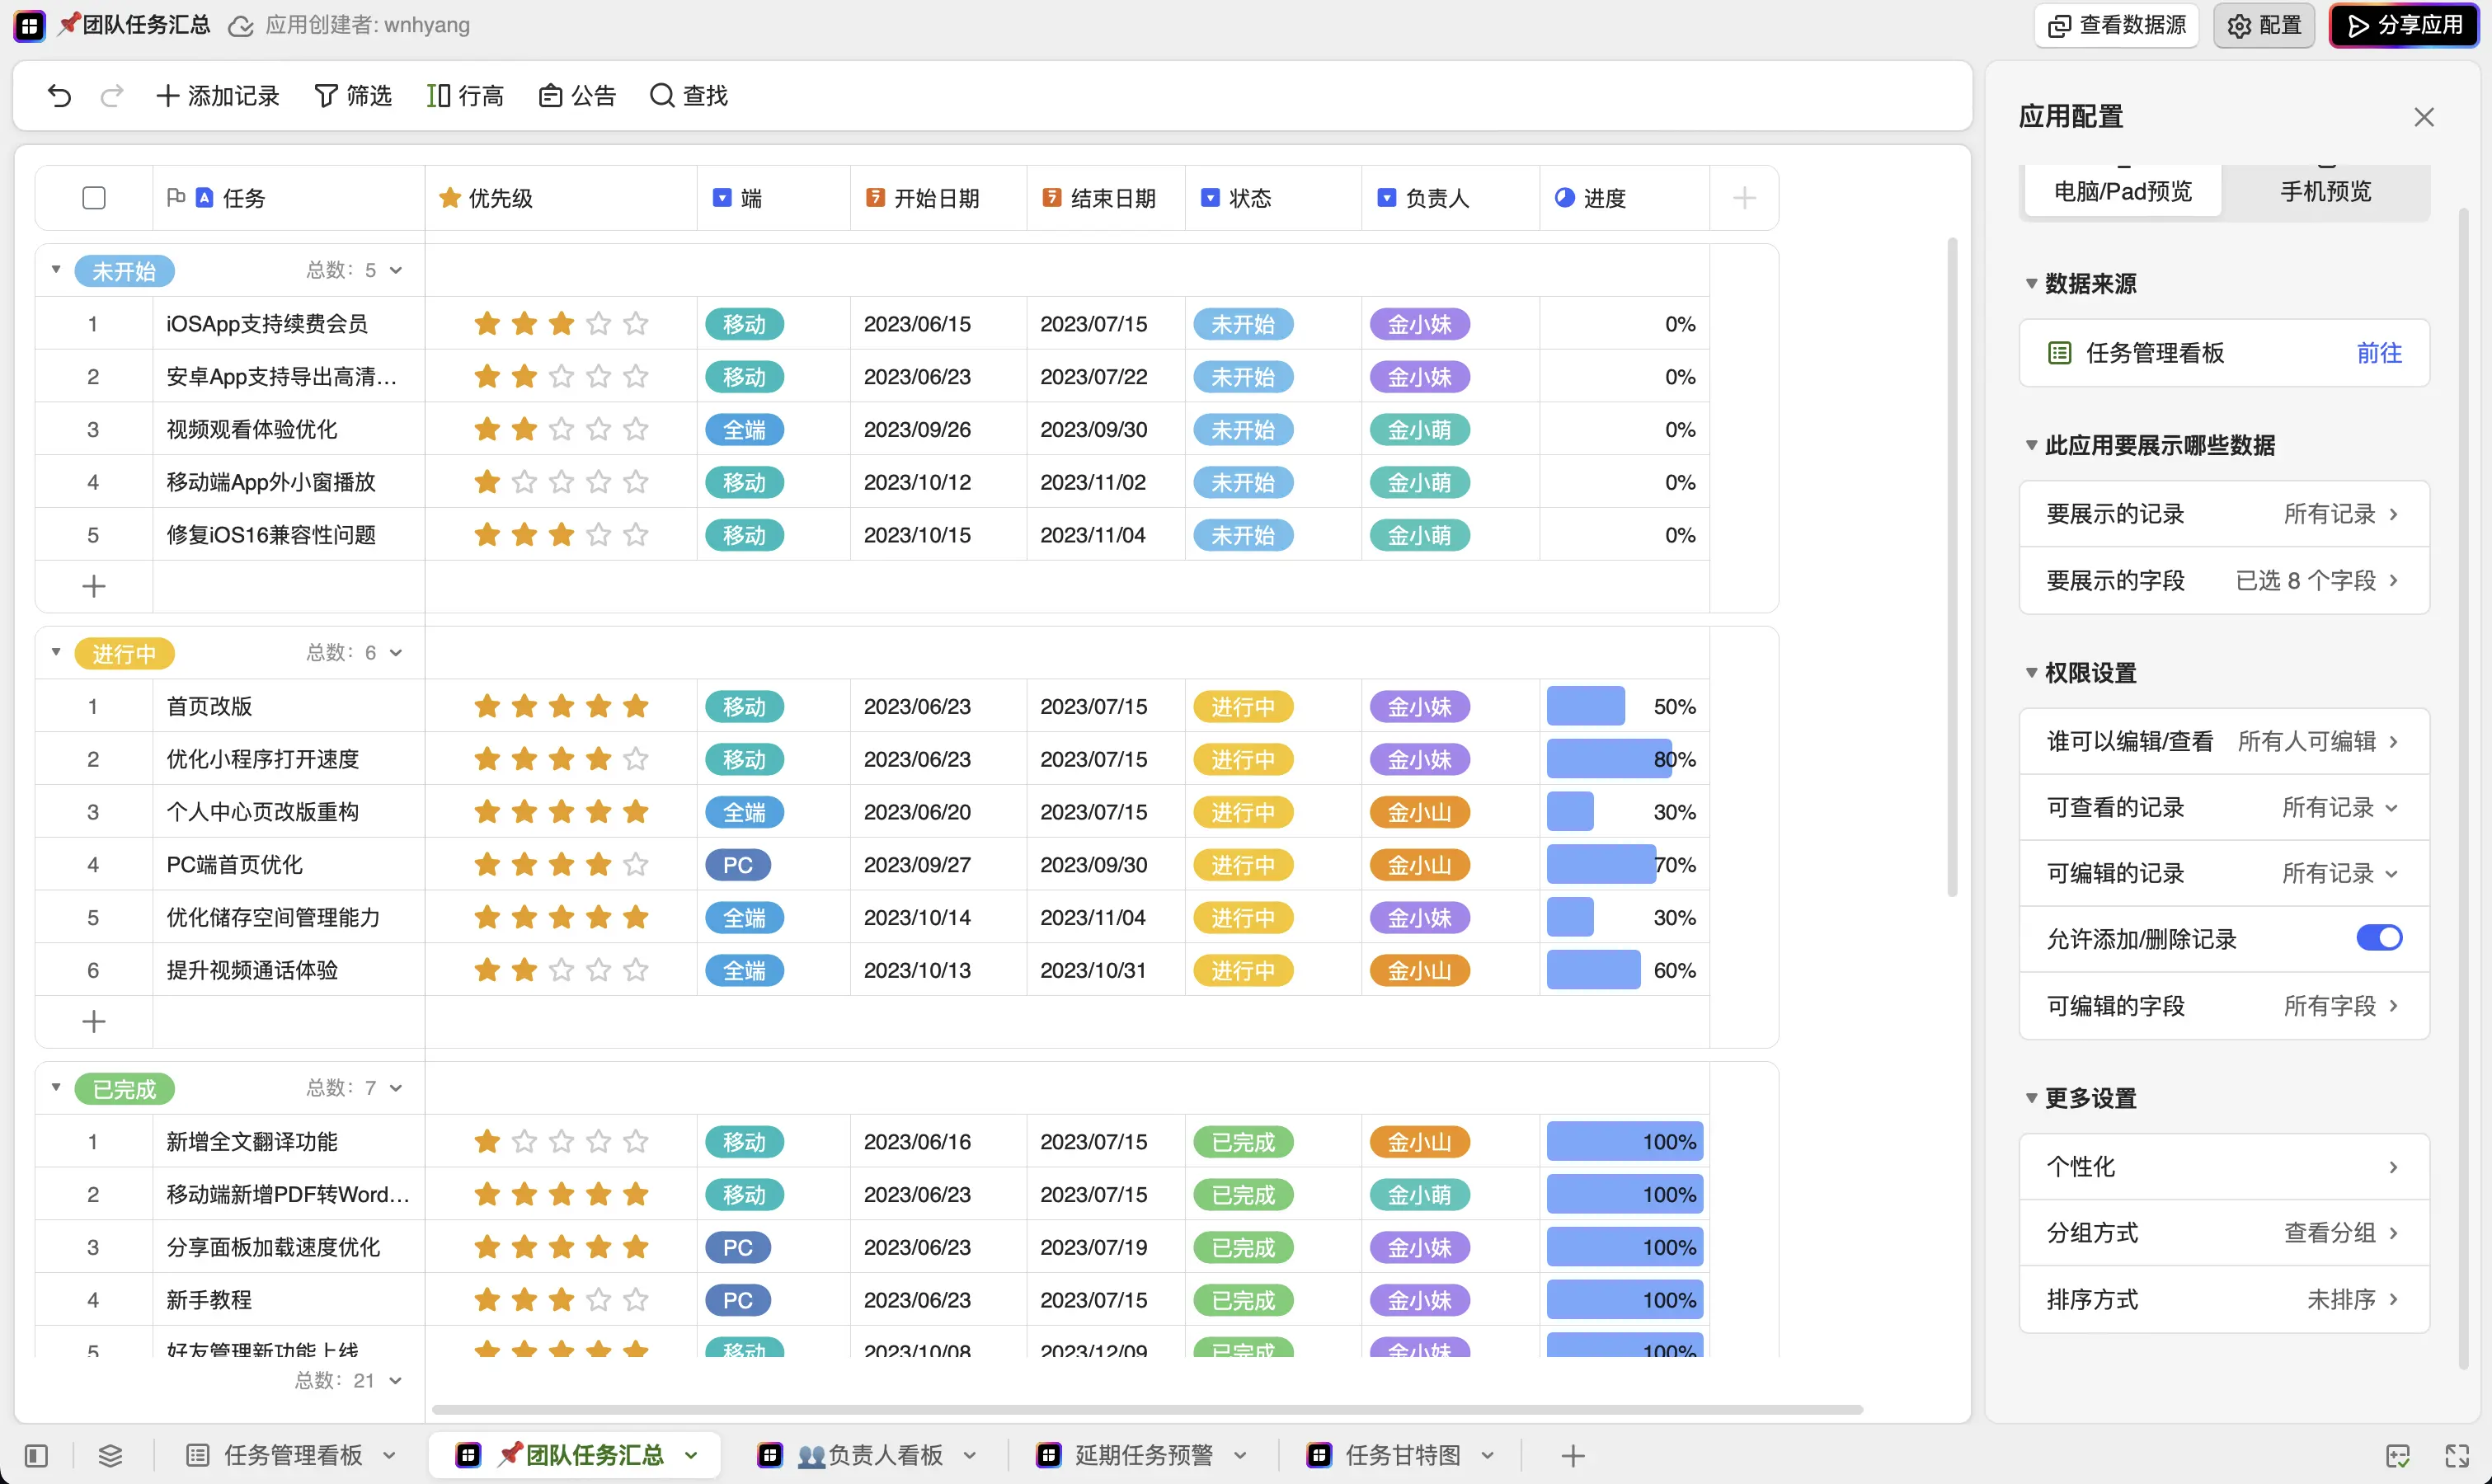 📌团队任务汇总 应用创建者: wnhyang 查看数据源 配置 分享应用
添加记录 筛选 行高 公告 查找
任务 优先级 端 开始日期 结束日期 状态 负责人 进度
未开始 总数: 5
1 iOSApp支持续费会员 移动 2023/06/15 2023/07/15 未开始 金小妹 0%
2 安卓App支持导出高清… 移动 2023/06/23 2023/07/22 未开始 金小妹 0%
3 视频观看体验优化 全端 2023/09/26 2023/09/30 未开始 金小萌 0%
4 移动端App外小窗播放 移动 2023/10/12 2023/11/02 未开始 金小萌 0%
5 修复iOS16兼容性问题 移动 2023/10/15 2023/11/04 未开始 金小萌 0%
进行中 总数: 6
1 首页改版 移动 2023/06/23 2023/07/15 进行中 金小妹 50%
2 优化小程序打开速度 移动 2023/06/23 2023/07/15 进行中 金小妹 80%
3 个人中心页改版重构 全端 2023/06/20 2023/07/15 进行中 金小山 30%
4 PC端首页优化 PC 2023/09/27 2023/09/30 进行中 金小山 70%
5 优化储存空间管理能力 全端 2023/10/14 2023/11/04 进行中 金小妹 30%
6 提升视频通话体验 全端 2023/10/13 2023/10/31 进行中 金小山 60%
已完成 总数: 7
1 新增全文翻译功能 移动 2023/06/16 2023/07/15 已完成 金小山 100%
2 移动端新增PDF转Word… 移动 2023/06/23 2023/07/15 已完成 金小萌 100%
3 分享面板加载速度优化 PC 2023/06/23 2023/07/19 已完成 金小妹 100%
4 新手教程 PC 2023/06/23 2023/07/15 已完成 金小妹 100%
5 好友管理新功能上线 移动 2023/10/08 2023/12/09 已完成 金小妹 100%
总数: 21
应用配置
电脑/Pad预览 手机预览
数据来源
任务管理看板 前往
此应用要展示哪些数据
要展示的记录 所有记录
要展示的字段 已选 8 个字段
权限设置
谁可以编辑/查看 所有人可编辑
可查看的记录 所有记录
可编辑的记录 所有记录
允许添加/删除记录
可编辑的字段 所有字段
更多设置
个性化
分组方式 查看分组
排序方式 未排序
任务管理看板 📌团队任务汇总 👥负责人看板 延期任务预警 任务甘特图